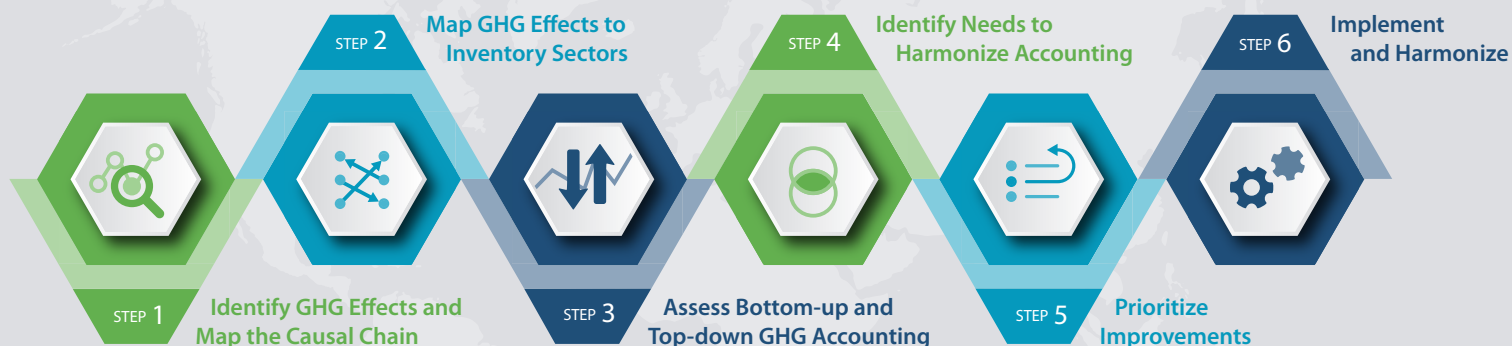 STEP 1
Identify GHG Effects and
Map the Causal Chain
STEP 2
Map GHG Effects to
Inventory Sectors
STEP 3
Assess Bottom-up and
Top-down GHG Accounting
STEP 4
Identify Needs to
Harmonize Accounting
STEP 5
Prioritize
Improvements
STEP 6
Implement
and Harmonize